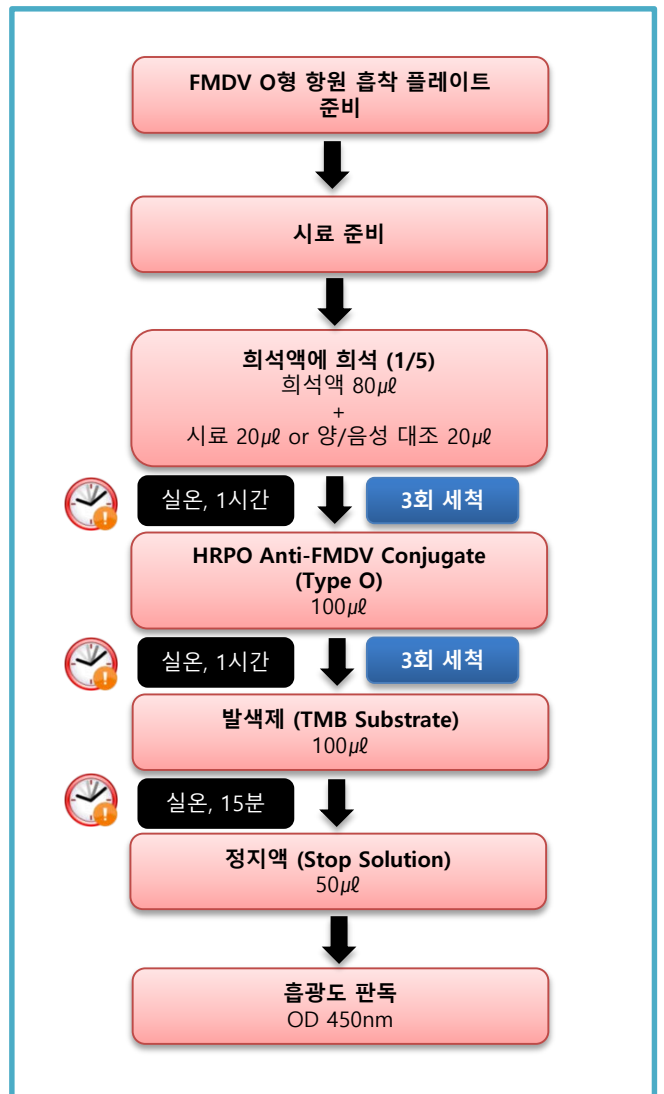 FMDV O형 항원 흡착 플레이트
준비
시료 준비
희석액에 희석 (1/5)
희석액 80㎕
+
시료 20㎕ or 양/음성 대조 20㎕
실온, 1시간
3회 세척
HRPO Anti-FMDV Conjugate
(Type O)
100㎕
실온, 1시간
3회 세척
발색제 (TMB Substrate)
100㎕
실온, 15분
정지액 (Stop Solution)
50㎕
흡광도 판독
OD 450nm